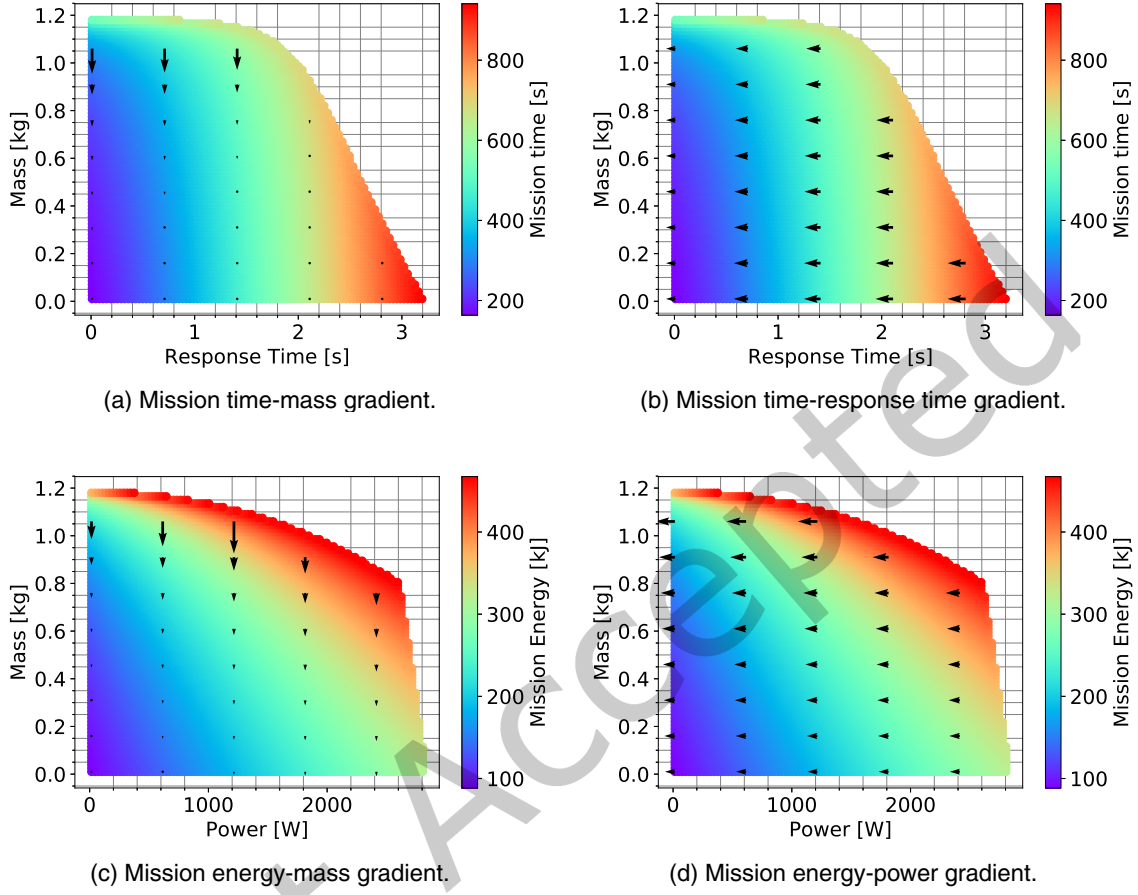 1.2
1.0
0.8
0.6
0.4
0.2
0.0
Mass [kg]
0 1 2 3
Response Time [s]
800
600
400
200
Mission time [s]
(a) Mission time-mass gradient.
1.2
1.0
0.8
0.6
0.4
0.2
0.0
Mass [kg]
0 1 2 3
Response Time [s]
800
600
400
200
Mission time [s]
(b) Mission time-response time gradient.
1.2
1.0
0.8
0.6
0.4
0.2
0.0
Mass [kg]
0 1000 2000
Power [W]
400
300
200
100
Mission Energy [kJ]
(c) Mission energy-mass gradient.
1.2
1.0
0.8
0.6
0.4
0.2
0.0
Mass [kg]
0 1000 2000
Power [W]
400
300
200
100
Mission Energy [kJ]
(d) Mission energy-power gradient.
Accepted